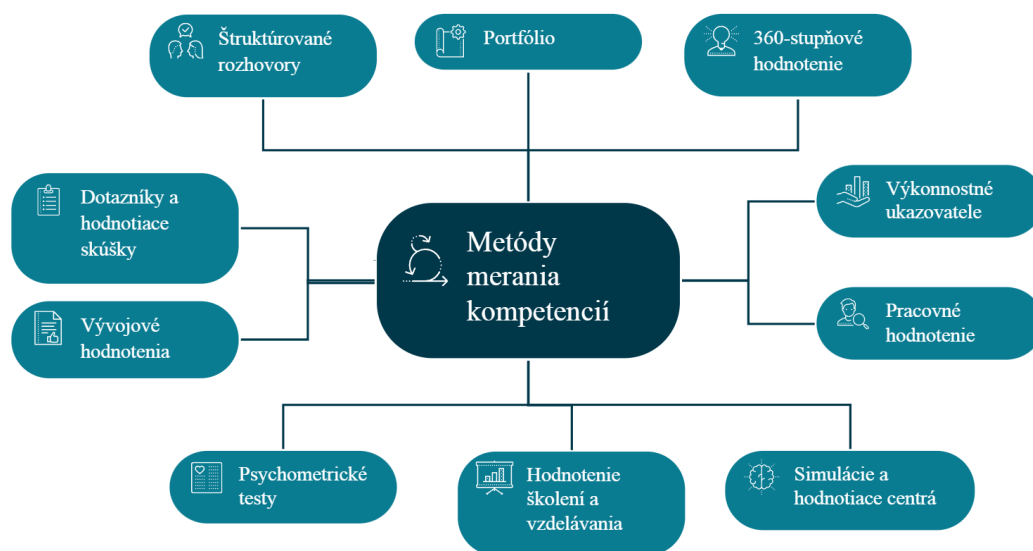 Štruktúrované
rozhovory
Portfólio
360-stupňové
hodnotenie
Dotazníky a
hodnotiace
skúšky
Výkonnostné
ukazovatele
Metódy
merania
kompetencií
Vývojové
hodnotenia
Pracovné
hodnotenie
Psychometrické
testy
Hodnotenie
školení a
vzdelávania
Simulácie a
hodnotiace centrá